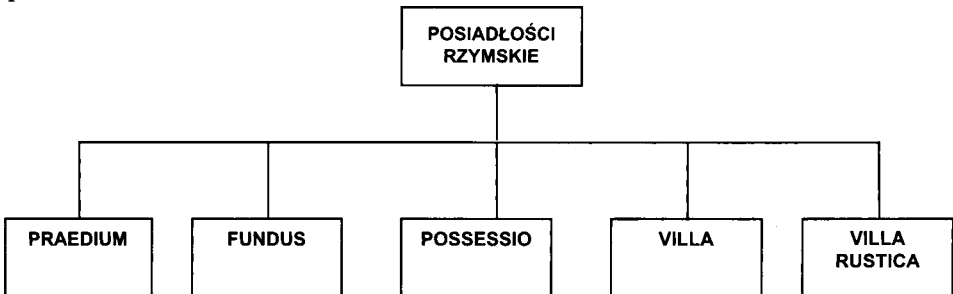 POSIADŁOŚCI
RZYMSKIE
PRAEDIUM
FUNDUS
POSSESSIO
VILLA
VILLA
RUSTICA